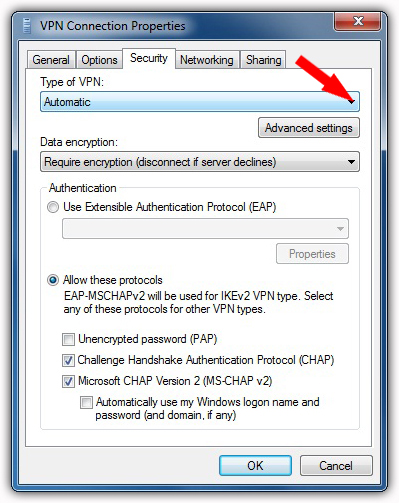 VPN Connection Properties
General Options Security Networking Sharing
Type of VPN:
Automatic
Advanced settings
Data encryption:
Require encryption (disconnect if server declines)
Authentication
Use Extensible Authentication Protocol (EAP)
Properties
Allow these protocols
EAP-MSCHAPv2 will be used for IKEv2 VPN type. Select
any of these protocols for other VPN types.
Unencrypted password (PAP)
Challenge Handshake Authentication Protocol (CHAP)
Microsoft CHAP Version 2 (MS-CHAP v2)
Automatically use my Windows logon name and
password (and domain, if any)
OK Cancel